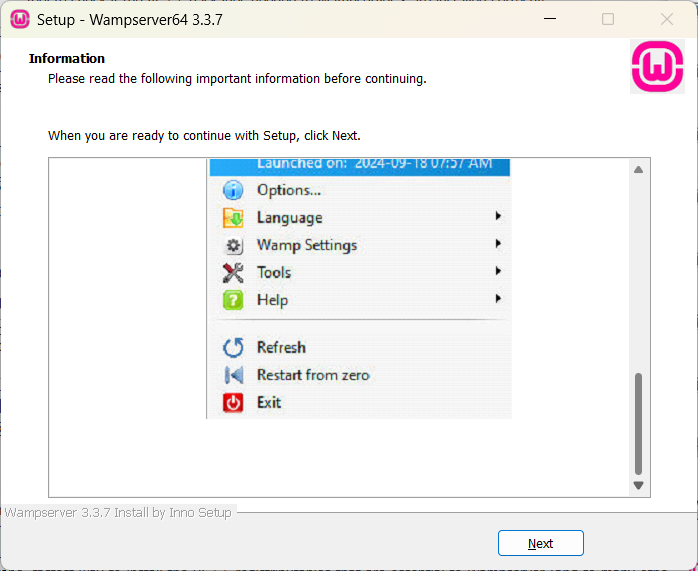 Setup - Wampserver64 3.3.7
Information
Please read the following important information before continuing.
When you are ready to continue with Setup, click Next.
Launched on: 2024-09-18 07:57 AM
Options...
Language
Wamp Settings
Tools
Help
Refresh
Restart from zero
Exit
Wampserver 3.3.7 Install by Inno Setup
Next